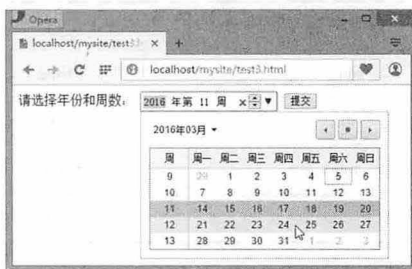 Opera
localhost/mysite/test3.
localhost/mysite/test3.html
请选择年份和周数： 2016 年第 11 周 提交
2016年03月
周 周一 周二 周三 周四 周五 周六 周日
9 29 1 2 3 4 5 6
10 7 8 9 10 11 12 13
11 14 15 16 17 18 19 20
12 21 22 23 24 25 26 27
13 28 29 30 31 1 2 3